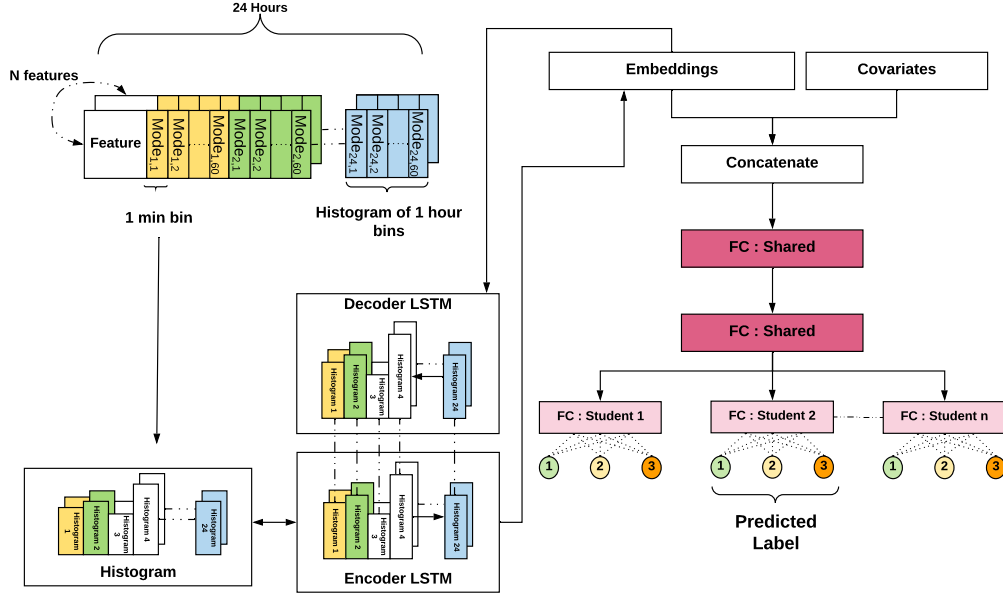 24 Hours
N features
Feature
Mode1,1
Mode1,2
Mode1,60
Mode2,1
Mode2,2
Mode2,60
Mode24,1
Mode24,2
Mode24,60
1 min bin
Histogram of 1 hour
bins
Embeddings
Covariates
Concatenate
FC : Shared
FC : Shared
FC : Student 1
FC : Student 2
FC : Student n
1
2
3
1
2
3
1
2
3
Predicted
Label
Decoder LSTM
Histogram 1
Histogram 2
Histogram
3
Histogram 4
Histogram 24
Histogram 1
Histogram 2
Histogram
3
Histogram 4
Histogram 24
Encoder LSTM
Histogram
1
Histogram 2
Histogram
3
Histogram 4
Histogram
24
Histogram